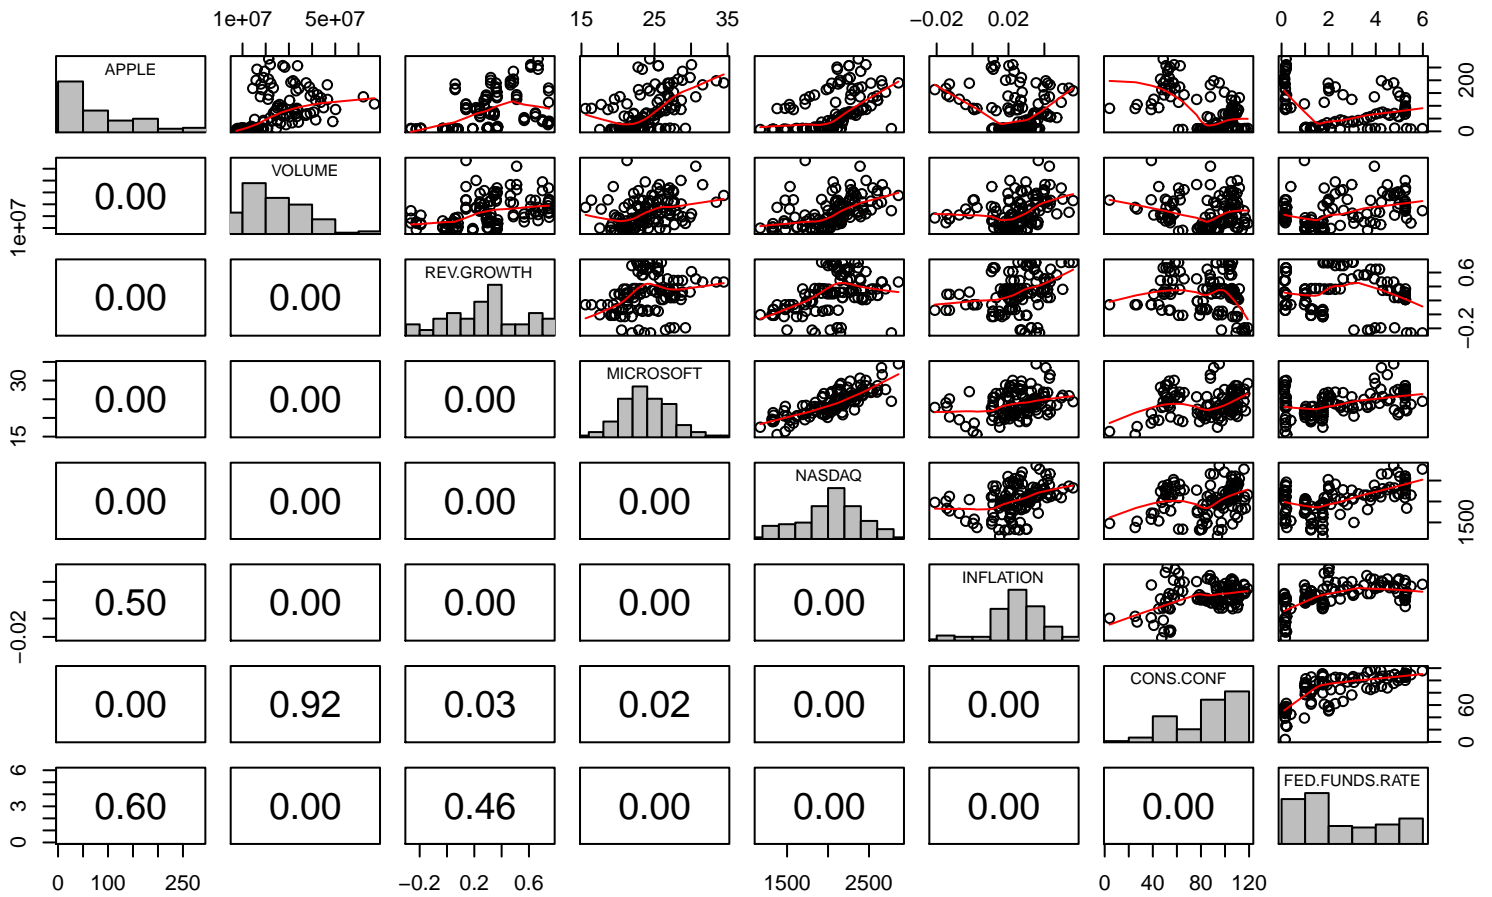 1e+07 5e+07 15 25 35 −0.02 0.02 0 2 4 6
APPLE 0 200
1e+07 0.00 VOLUME
0.00 0.00 REV.GROWTH −0.2 0.6
15 30 0.00 0.00 0.00 MICROSOFT
0.00 0.00 0.00 0.00 NASDAQ 1500
−0.02 0.50 0.00 0.00 0.00 0.00 INFLATION
0.00 0.92 0.03 0.02 0.00 0.00 CONS.CONF 0 60
0 3 6 0.60 0.00 0.46 0.00 0.00 0.00 0.00 FED.FUNDS.RATE
0 100 250 −0.2 0.2 0.6 1500 2500 0 40 80 120